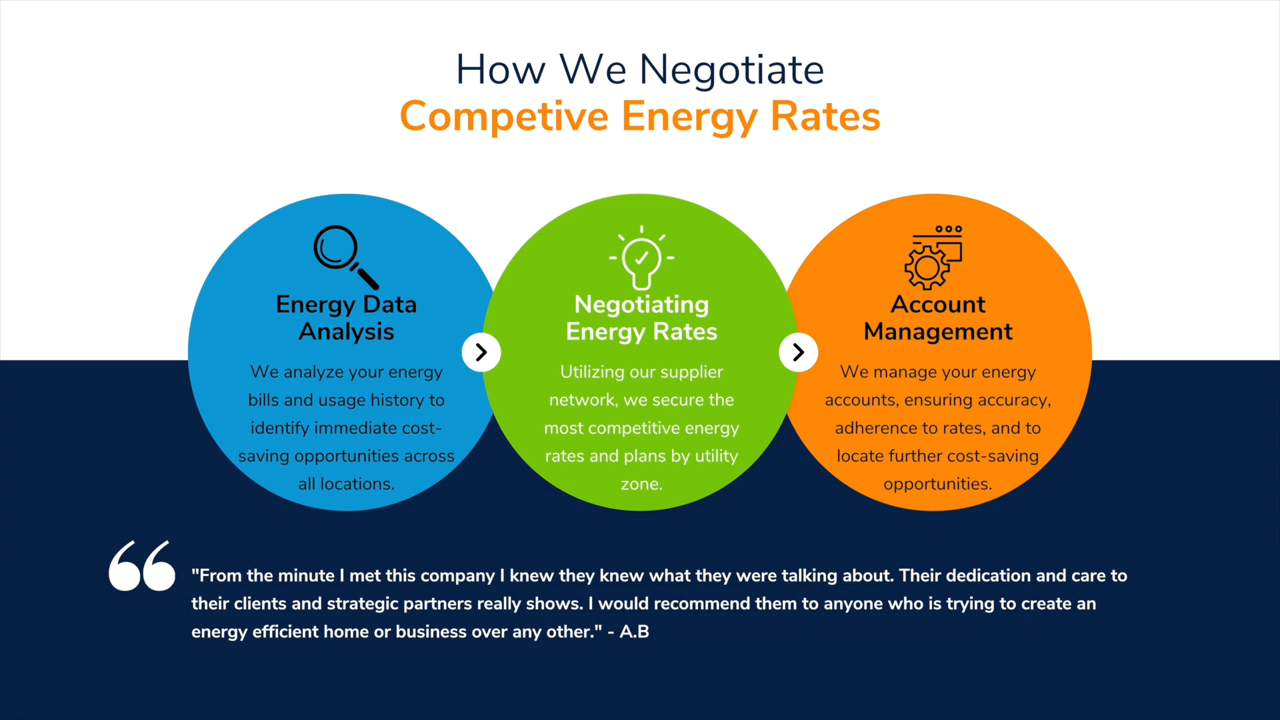 How We Negotiate
Competive Energy Rates
Energy Data
Analysis
We analyze your energy
bills and usage history to
identify immediate cost-
saving opportunities across
all locations.
Negotiating
Energy Rates
Utilizing our supplier
network, we secure the
most competitive energy
rates and plans by utility
zone.
Account
Management
We manage your energy
accounts, ensuring accuracy,
adherence to rates, and to
locate further cost-saving
opportunities.
"From the minute I met this company I knew they knew what they were talking about. Their dedication and care to
their clients and strategic partners really shows. I would recommend them to anyone who is trying to create an
energy efficient home or business over any other." - A.B